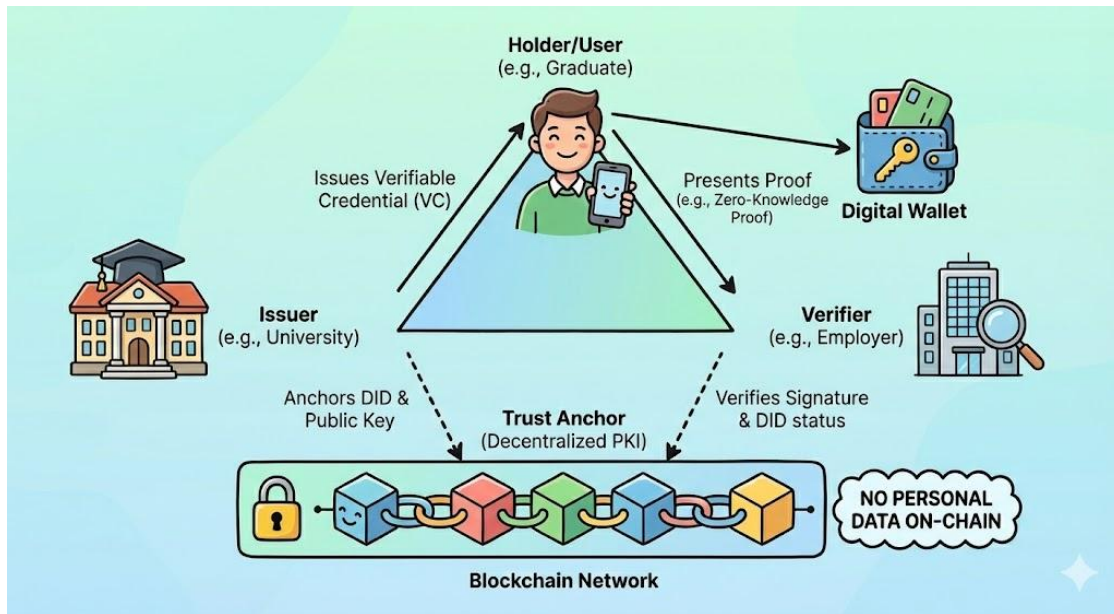 Holder/User
(e.g., Graduate)
Issues Verifiable
Credential (VC)
Presents Proof
(e.g., Zero-Knowledge
Proof)
Digital Wallet
Issuer
(e.g., University)
Verifier
(e.g., Employer)
Anchors DID &
Public Key
Trust Anchor
(Decentralized PKI)
Verifies Signature
& DID status
NO PERSONAL
DATA ON-CHAIN
Blockchain Network